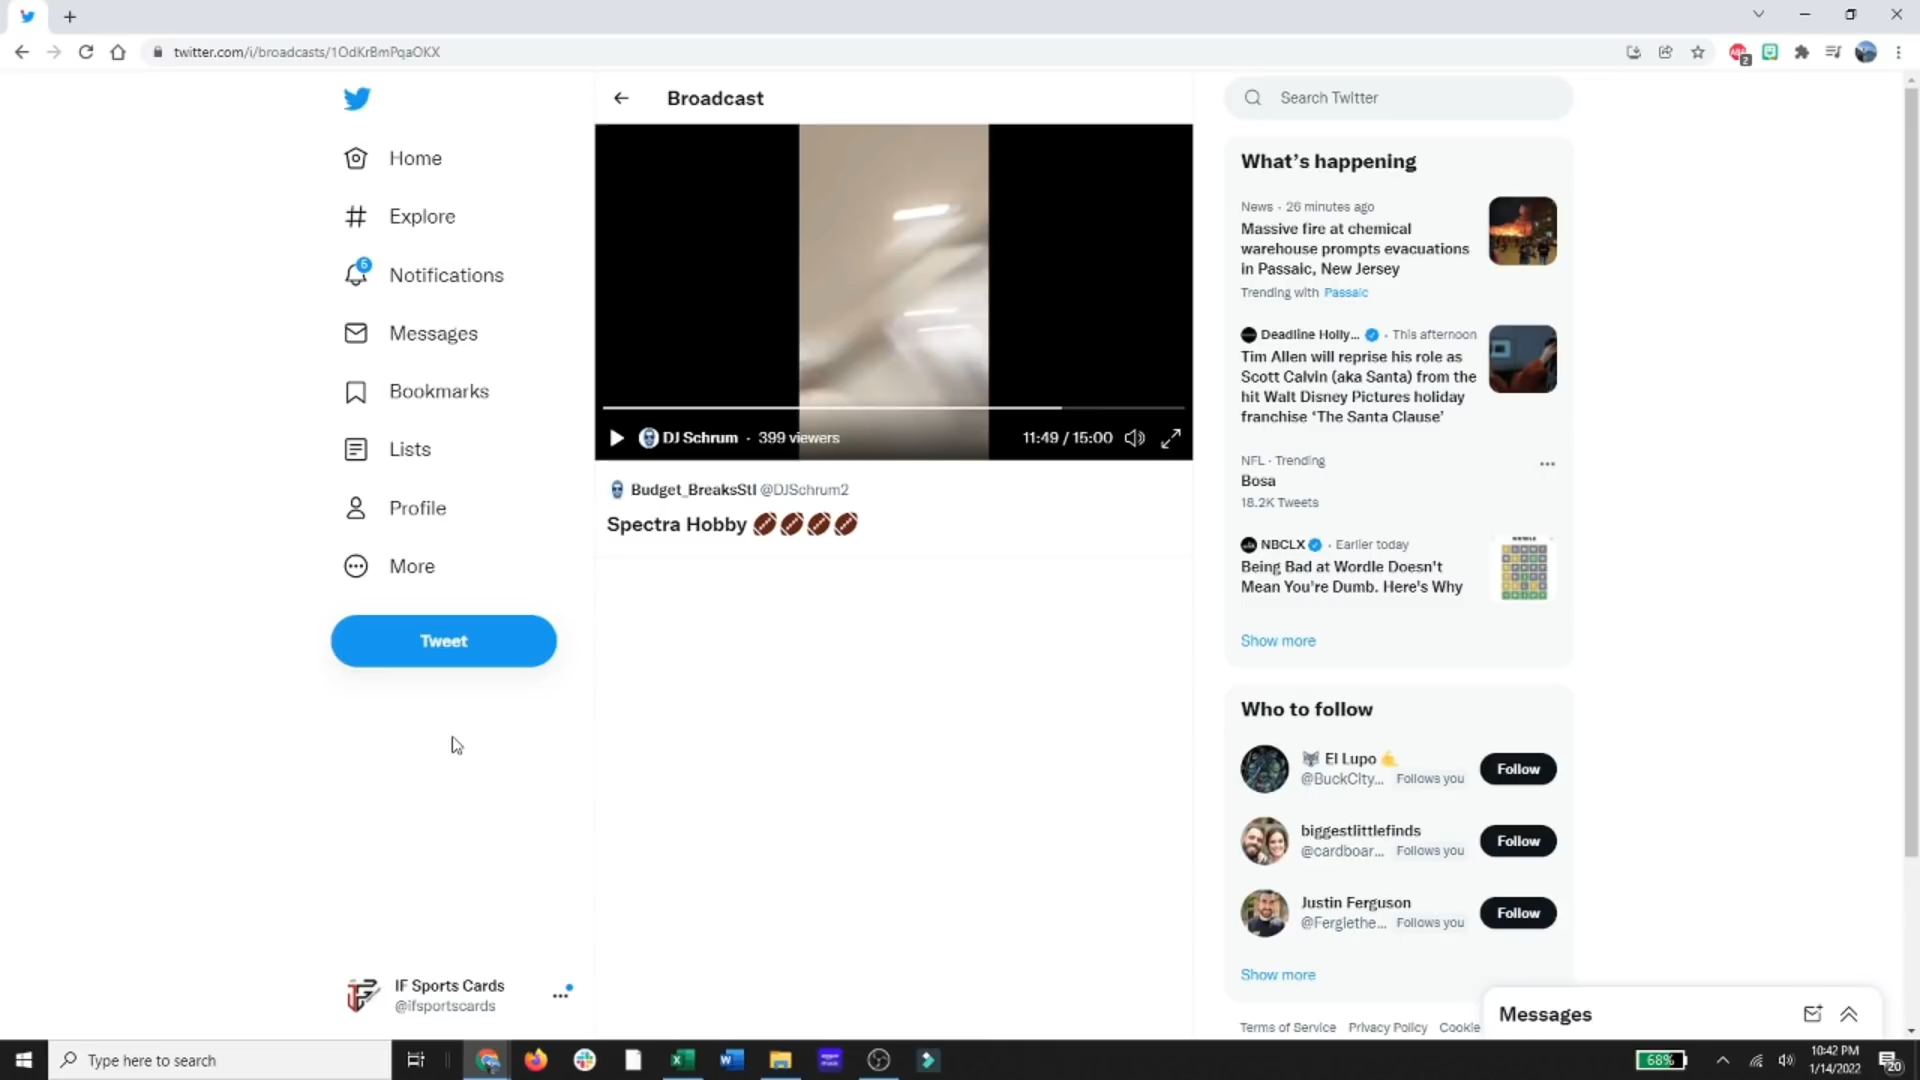 twitter.com/i/broadcasts/1OdKrBmPqaOKX
2
Home
Explore
6
Notifications
Messages
Bookmarks
Lists
Profile
More
Tweet
IF Sports Cards
@ifsportscards
Broadcast
DJ Schrum · 399 viewers
11:49 / 15:00
Budget_BreaksStl @DJSchrum2
Spectra Hobby 🏈🏈🏈🏈
Search Twitter
What's happening
News · 26 minutes ago
Massive fire at chemical
warehouse prompts evacuations
in Passaic, New Jersey
Trending with Passaic
Deadline Holly... · This afternoon
Tim Allen will reprise his role as
Scott Calvin (aka Santa) from the
hit Walt Disney Pictures holiday
franchise 'The Santa Clause'
NFL · Trending
Bosa
18.2K Tweets
NBCLX · Earlier today
Being Bad at Wordle Doesn't
Mean You're Dumb. Here's Why
Show more
Who to follow
El Lupo
@BuckCity... Follows you
Follow
biggestlittlefinds
@cardboar... Follows you
Follow
Justin Ferguson
@Fergiethe... Follows you
Follow
Show more
Terms of Service Privacy Policy Cookie
Messages
Type here to search
68%
10:42 PM
1/14/2022
20